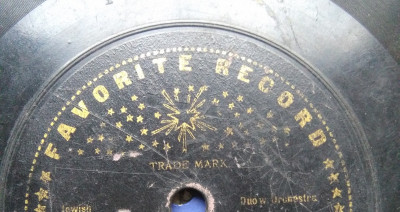 FAVORITE RECORD
TRADE MARK.
Jewish
Duo w. Orchestra